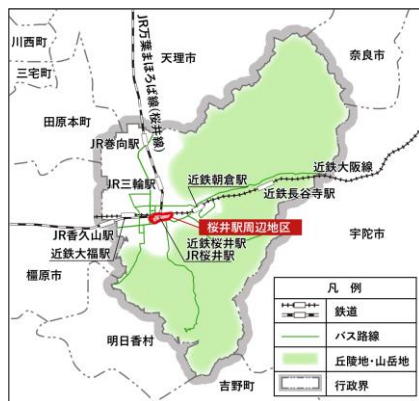 川西町
三宅町
天理市
奈良市
JR万葉まほろば線(桜井線)
田原本町
JR巻向駅
JR三輪駅
近鉄朝倉駅
近鉄大阪線
近鉄長谷寺駅
桜井駅周辺地区
JR香久山駅
近鉄大福駅
近鉄桜井駅
JR桜井駅
宇陀市
橿原市
明日香村
吉野町
凡 例
鉄道
バス路線
丘陵地・山岳地
行政界